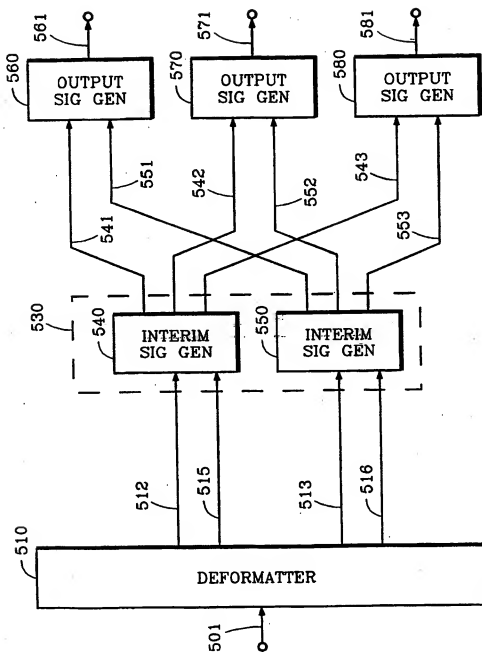 560
561
OUTPUT
SIG GEN
570
571
OUTPUT
SIG GEN
580
581
OUTPUT
SIG GEN
541
551
542
552
543
553
530
540
INTERIM
SIG GEN
550
INTERIM
SIG GEN
512
515
513
516
510
DEFORMATTER
501